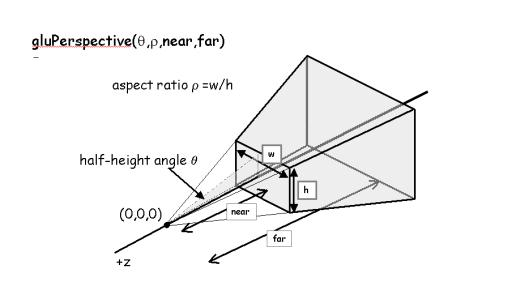 gluPerspective(θ,ρ,near,far)
aspect ratio ρ =w/h
w
half-height angle θ
h
(0,0,0)
near
far
+z